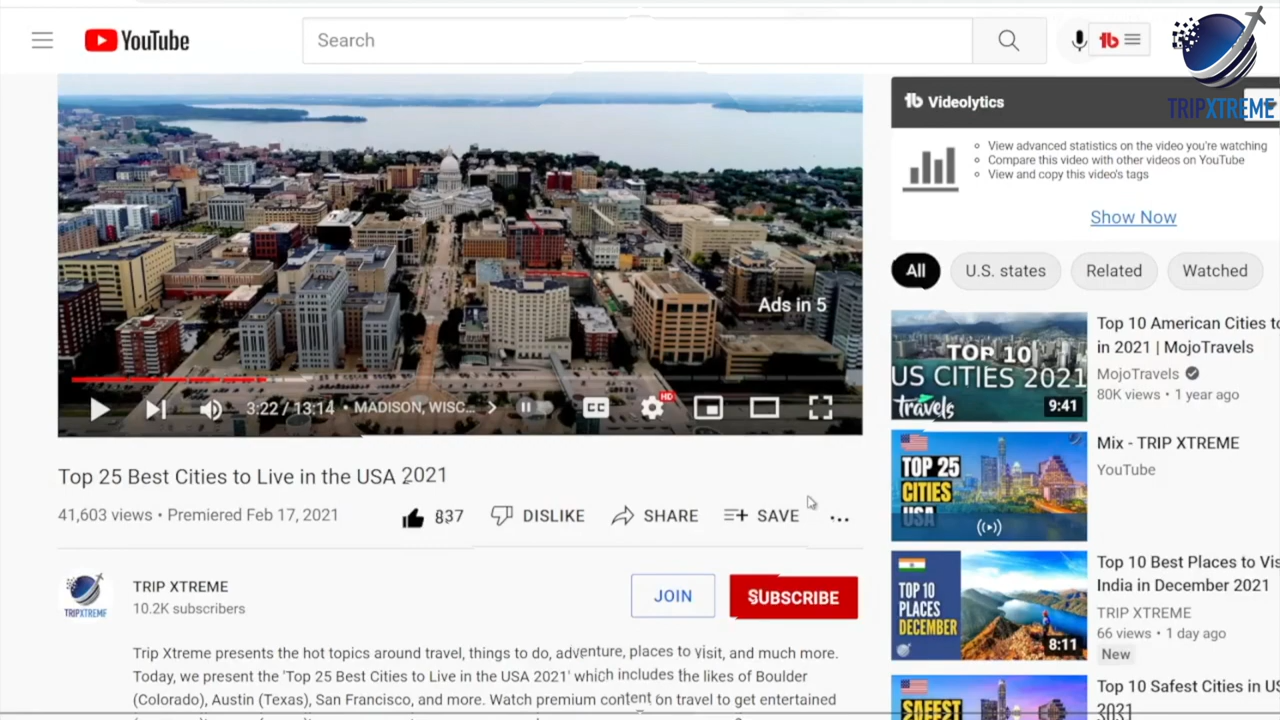 YouTube
Search
TRIPXTREME
Videolytics
View advanced statistics on the video you're watching
Compare this video with other videos on YouTube
View and copy this video's tags
Show Now
All
U.S. states
Related
Watched
Ads in 5
3:22 / 13:14 • MADISON, WISC...
CC
HD
Top 25 Best Cities to Live in the USA 2021
41,603 views • Premiered Feb 17, 2021
837
DISLIKE
SHARE
SAVE
TRIPXTREME
TRIP XTREME
10.2K subscribers
JOIN
SUBSCRIBE
Trip Xtreme presents the hot topics around travel, things to do, adventure, places to visit, and much more.
Today, we present the 'Top 25 Best Cities to Live in the USA 2021' which includes the likes of Boulder
(Colorado), Austin (Texas), San Francisco, and more. Watch premium content on travel to get entertained
TOP 10
US CITIES 2021
travels
9:41
Top 10 American Cities to
in 2021 | MojoTravels
MojoTravels
80K views • 1 year ago
TOP 25
CITIES
USA
Mix - TRIP XTREME
YouTube
TOP 10
PLACES
DECEMBER
8:11
Top 10 Best Places to Vis
India in December 2021
TRIP XTREME
66 views • 1 day ago
New
SAFEST
Top 10 Safest Cities in US